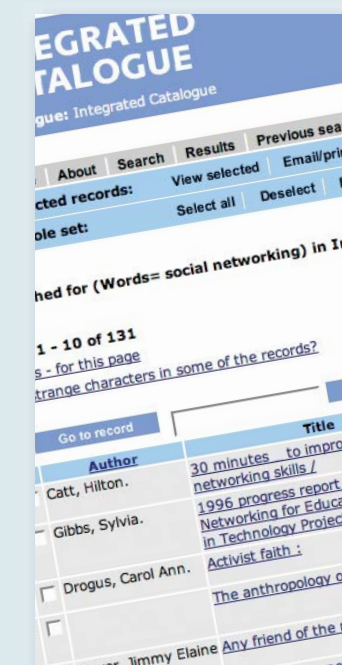 EGRATED
TALOGUE
gue: Integrated Catalogue
About Search Results Previous sea
cted records: View selected Email/pri
ole set: Select all Deselect
hed for (Words= social networking) in I
1 - 10 of 131
s - for this page
trange characters in some of the records?
Go to record
Author Title
Catt, Hilton. 30 minutes to impro
networking skills /
Gibbs, Sylvia. 1996 progress report
Networking for Educa
in Technology Projec
Drogus, Carol Ann. Activist faith :
The anthropology o
Jimmy Elaine Any friend of the